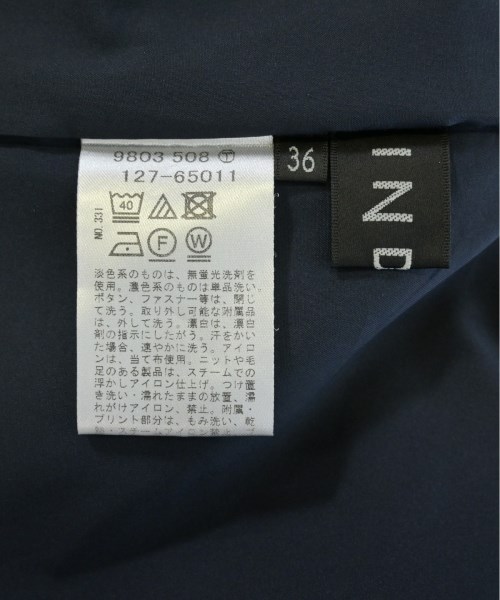 9803 508 Ⓣ
127-65011
NO.331
40
F W
淡色系のものは、無蛍光洗剤を
使用。濃色系のものは単品洗い。
ボタン、ファスナー等は、閉じ
て洗う。取り外し可能な附属品
は、外して洗う。漂白は、漂白
剤の指示にしたがう。汗をかい
た場合、速やかに洗う。アイロン
は、当て布使用。ニットや毛
足のある製品は、スチームでの
浮かしアイロン仕上げ。つけ置
き洗い・濡れたままの放置、濡
れがけアイロン、禁止。附属・
プリント部分は、もみ洗い、乾
36
IND